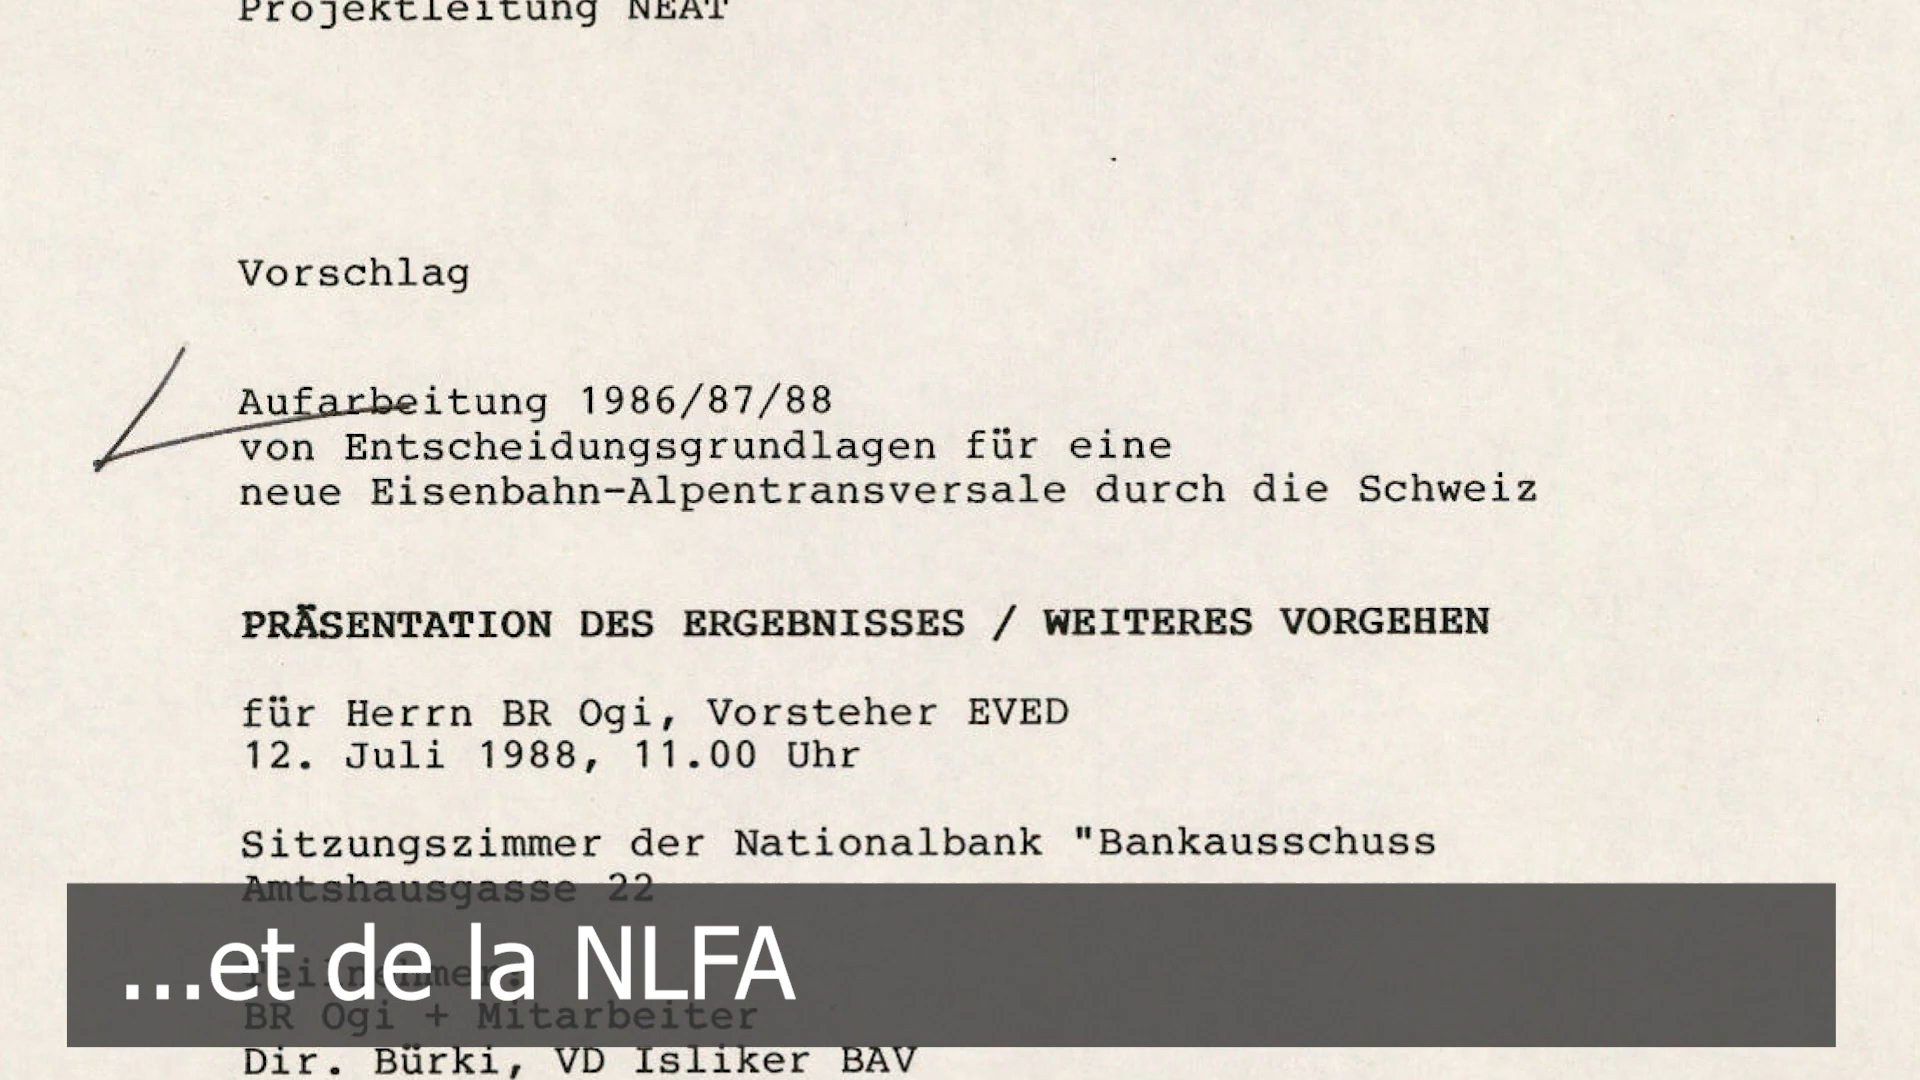 Projektleitung NEAT
Vorschlag
Aufarbeitung 1986/87/88
von Entscheidungsgrundlagen für eine
neue Eisenbahn-Alpentransversale durch die Schweiz
PRÄSENTATION DES ERGEBNISSES / WEITERES VORGEHEN
für Herrn BR Ogi, Vorsteher EVED
12. Juli 1988, 11.00 Uhr
Sitzungszimmer der Nationalbank "Bankausschuss
Amtshausgasse 22
...et de la NLFA
Teilnehmer:
BR Ogi + Mitarbeiter
Dir. Bürki, VD Isliker BAV